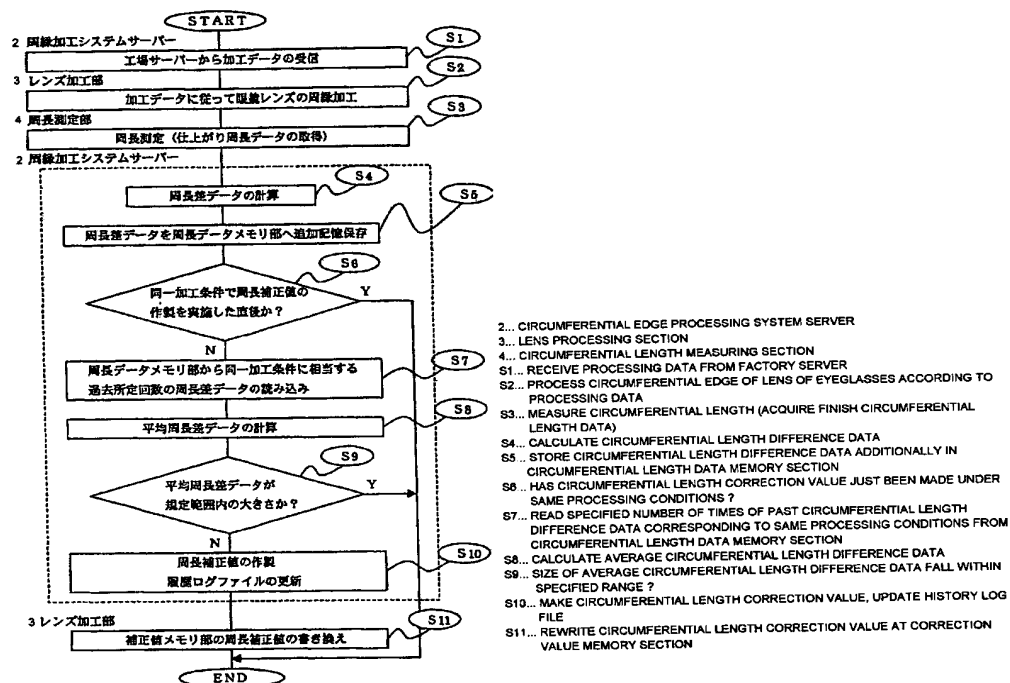 START
2 周縁加工システムサーバー
S1
工場サーバーから加工データの受信
3 レンズ加工部
S2
加工データに従って眼鏡レンズの周縁加工
4 周長測定部
S3
周長測定（仕上がり周長データの取得）
2 周縁加工システムサーバー
S4
周長差データの計算
S5
周長差データを周長データメモリ部へ追加記憶保存
S6
同一加工条件で周長補正値の
作製を実施した直後か？
Y
N
S7
周長データメモリ部から同一加工条件に相当する
過去所定回数の周長差データの読み込み
S8
平均周長差データの計算
S9
平均周長差データが
規定範囲内の大きさか？
Y
N
S10
周長補正値の作製
履歴ログファイルの更新
3 レンズ加工部
S11
補正値メモリ部の周長補正値の書き換え
END
2... CIRCUMFERENTIAL EDGE PROCESSING SYSTEM SERVER
3... LENS PROCESSING SECTION
4... CIRCUMFERENTIAL LENGTH MEASURING SECTION
S1... RECEIVE PROCESSING DATA FROM FACTORY SERVER
S2... PROCESS CIRCUMFERENTIAL EDGE OF LENS OF EYEGLASSES ACCORDING TO
PROCESSING DATA
S3... MEASURE CIRCUMFERENTIAL LENGTH (ACQUIRE FINISH CIRCUMFERENTIAL
LENGTH DATA)
S4... CALCULATE CIRCUMFERENTIAL LENGTH DIFFERENCE DATA
S5... STORE CIRCUMFERENTIAL LENGTH DIFFERENCE DATA ADDITIONALLY IN
CIRCUMFERENTIAL LENGTH DATA MEMORY SECTION
S6... HAS CIRCUMFERENTIAL LENGTH CORRECTION VALUE JUST BEEN MADE UNDER
SAME PROCESSING CONDITIONS ?
S7... READ SPECIFIED NUMBER OF TIMES OF PAST CIRCUMFERENTIAL LENGTH
DIFFERENCE DATA CORRESPONDING TO SAME PROCESSING CONDITIONS FROM
CIRCUMFERENTIAL LENGTH DATA MEMORY SECTION
S8... CALCULATE AVERAGE CIRCUMFERENTIAL LENGTH DIFFERENCE DATA
S9... SIZE OF AVERAGE CIRCUMFERENTIAL LENGTH DIFFERENCE DATA FALL WITHIN
SPECIFIED RANGE ?
S10... MAKE CIRCUMFERENTIAL LENGTH CORRECTION VALUE, UPDATE HISTORY LOG
FILE
S11... REWRITE CIRCUMFERENTIAL LENGTH CORRECTION VALUE AT CORRECTION
VALUE MEMORY SECTION